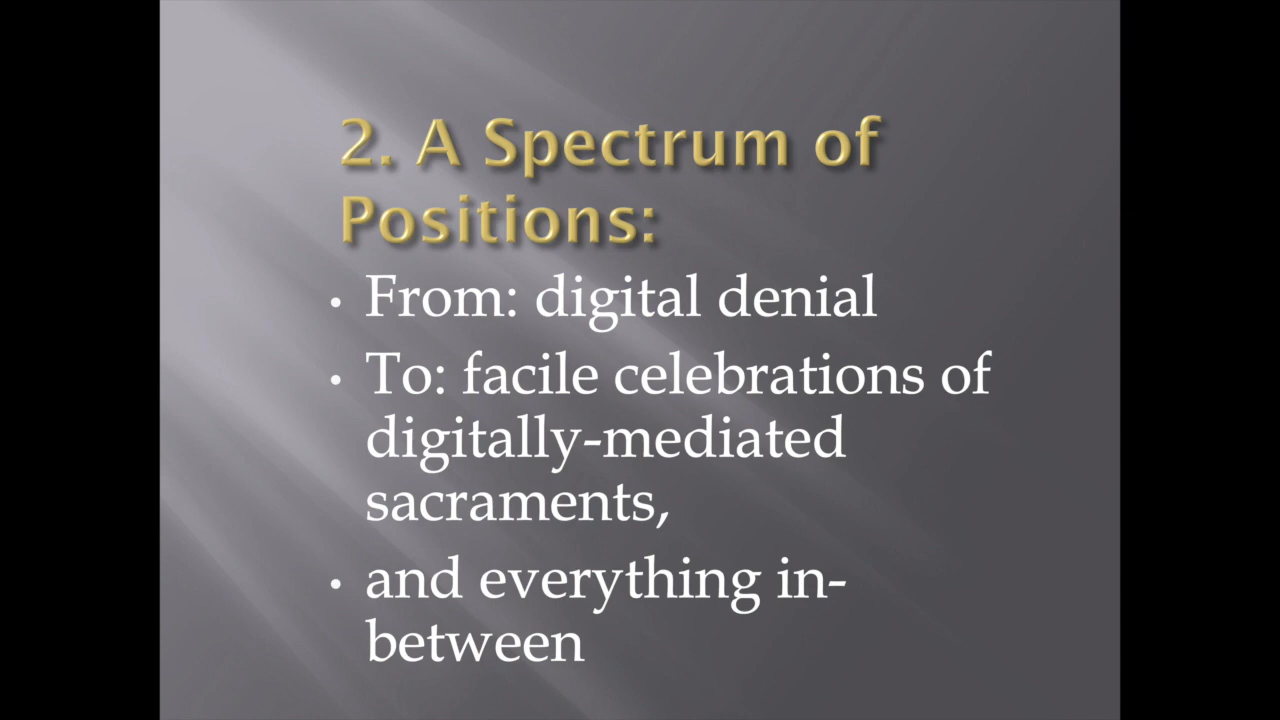 2. A Spectrum of
Positions:
• From: digital denial
• To: facile celebrations of
digitally-mediated
sacraments,
• and everything in-
between